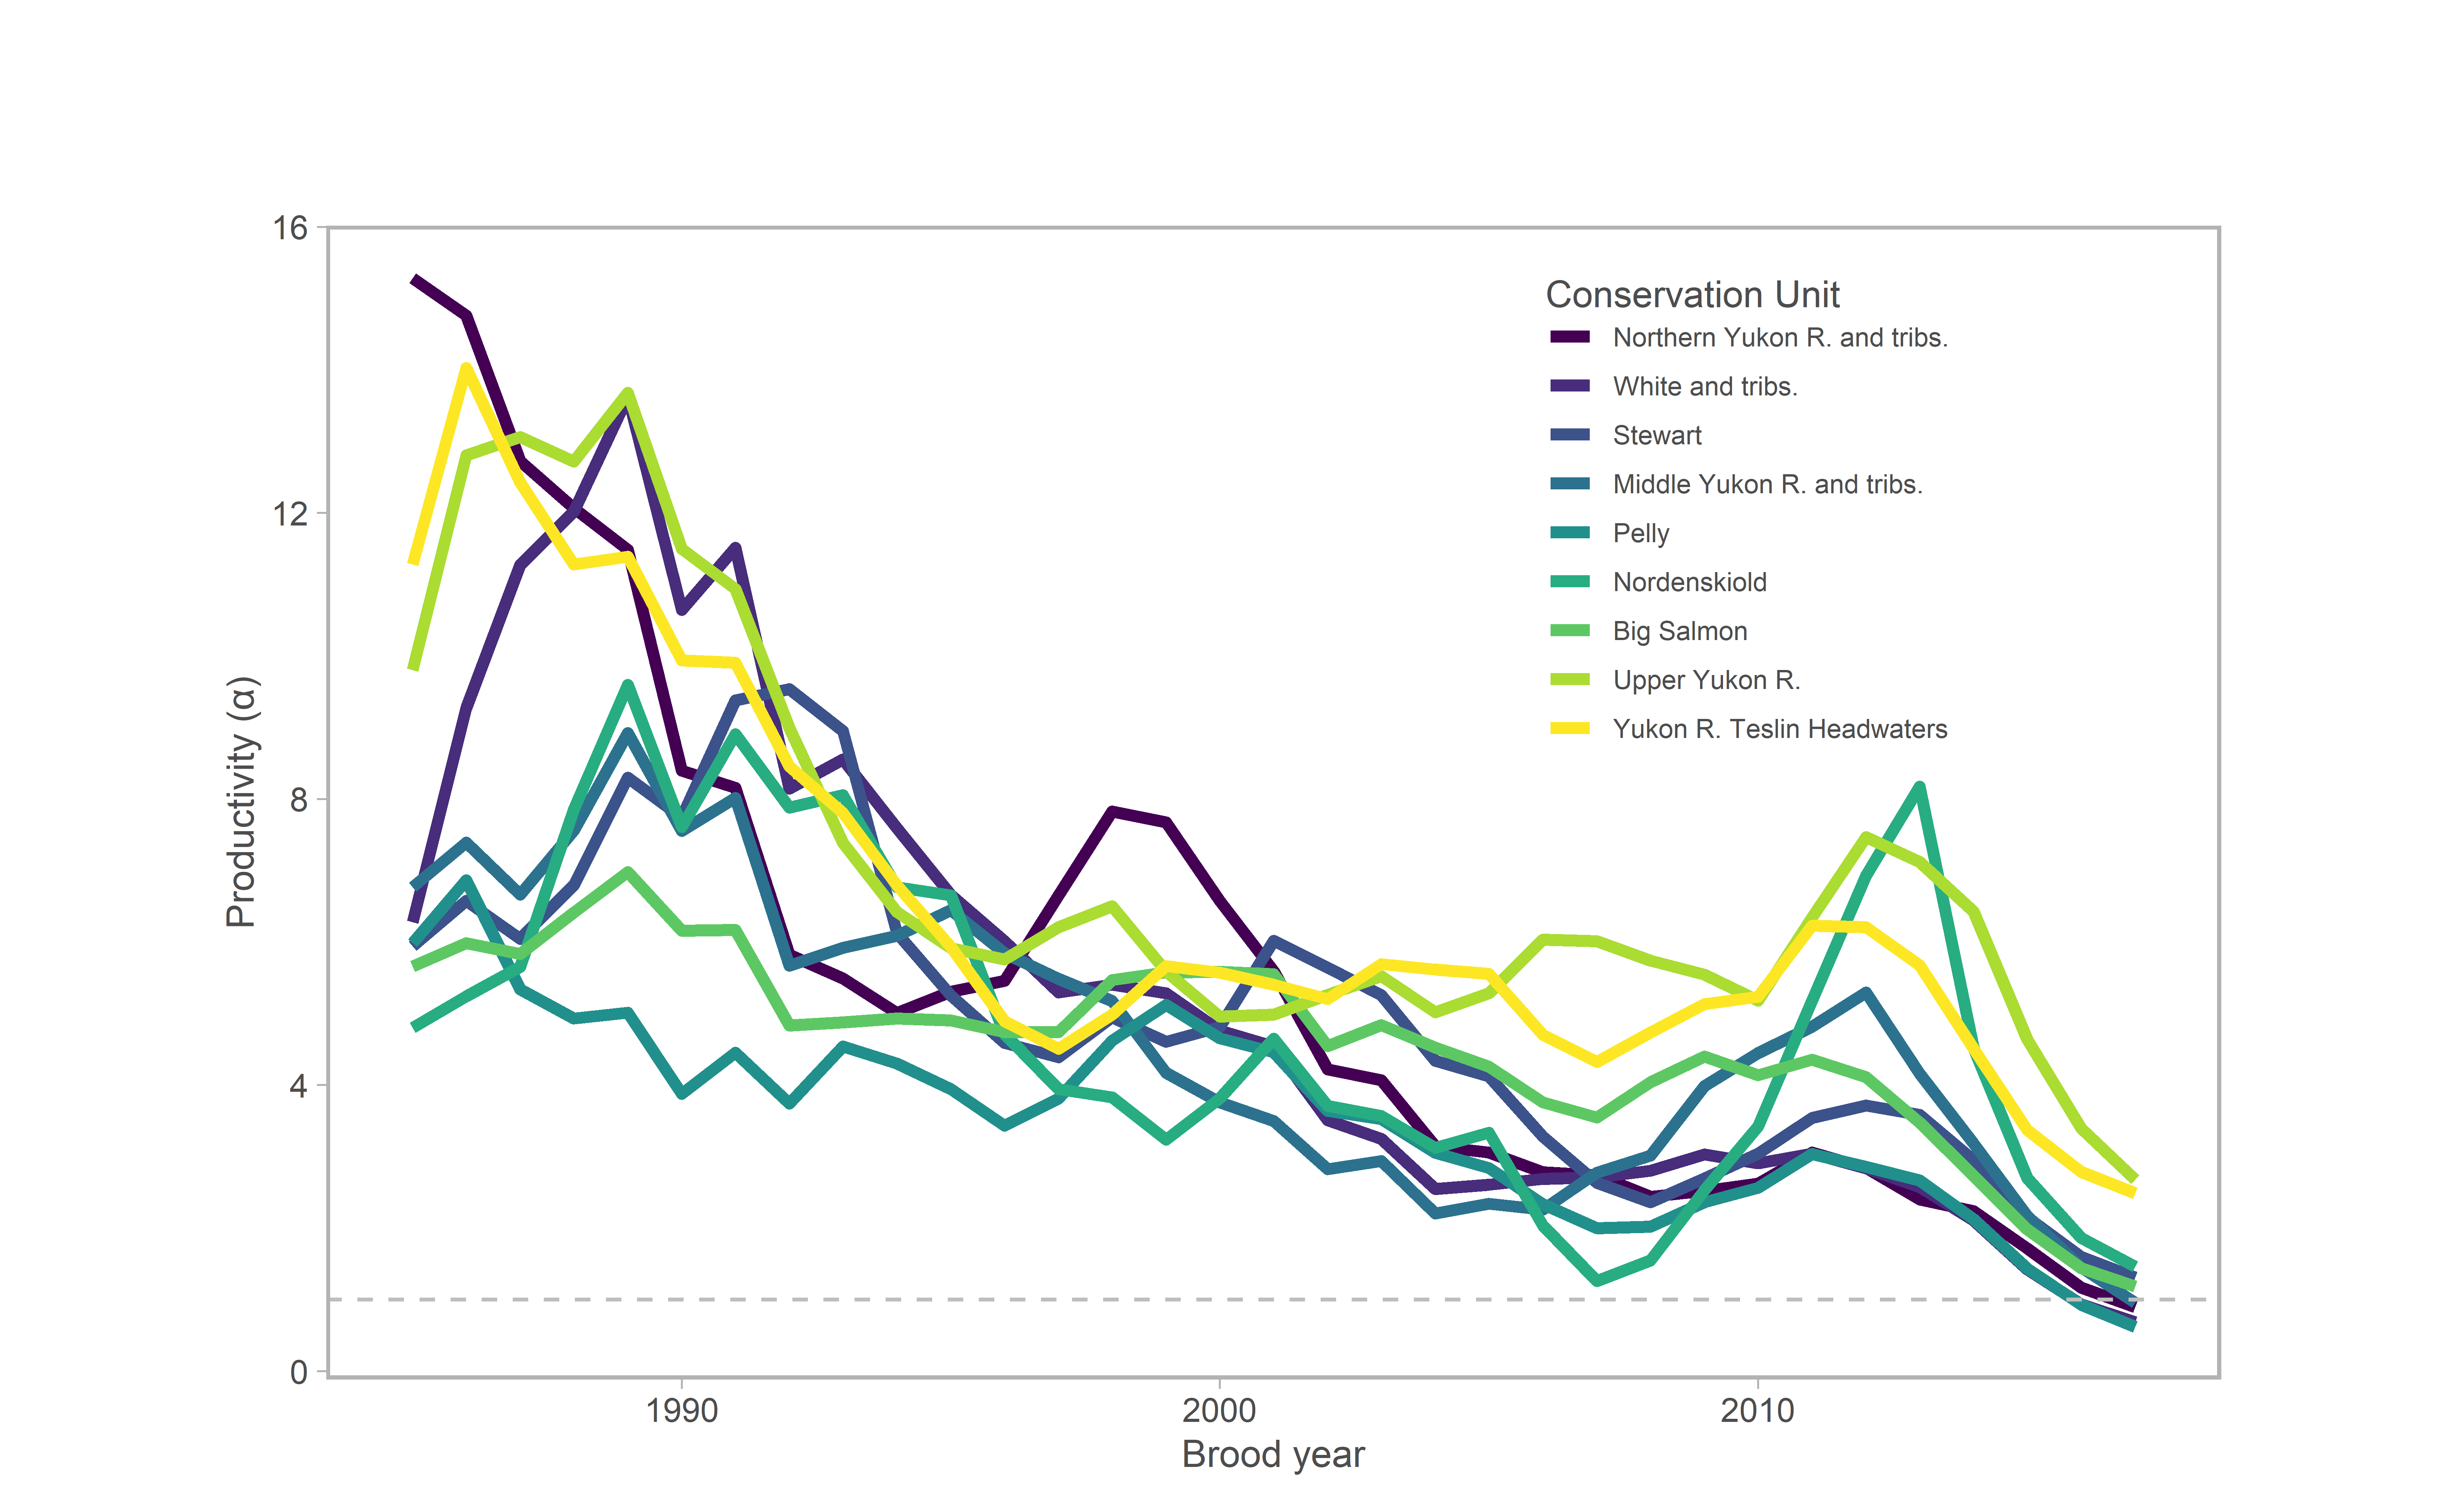 16
12
8
4
0
Productivity (α)
Conservation Unit
Northern Yukon R. and tribs.
White and tribs.
Stewart
Middle Yukon R. and tribs.
Pelly
Nordenskiold
Big Salmon
Upper Yukon R.
Yukon R. Teslin Headwaters
1990
2000
2010
Brood year